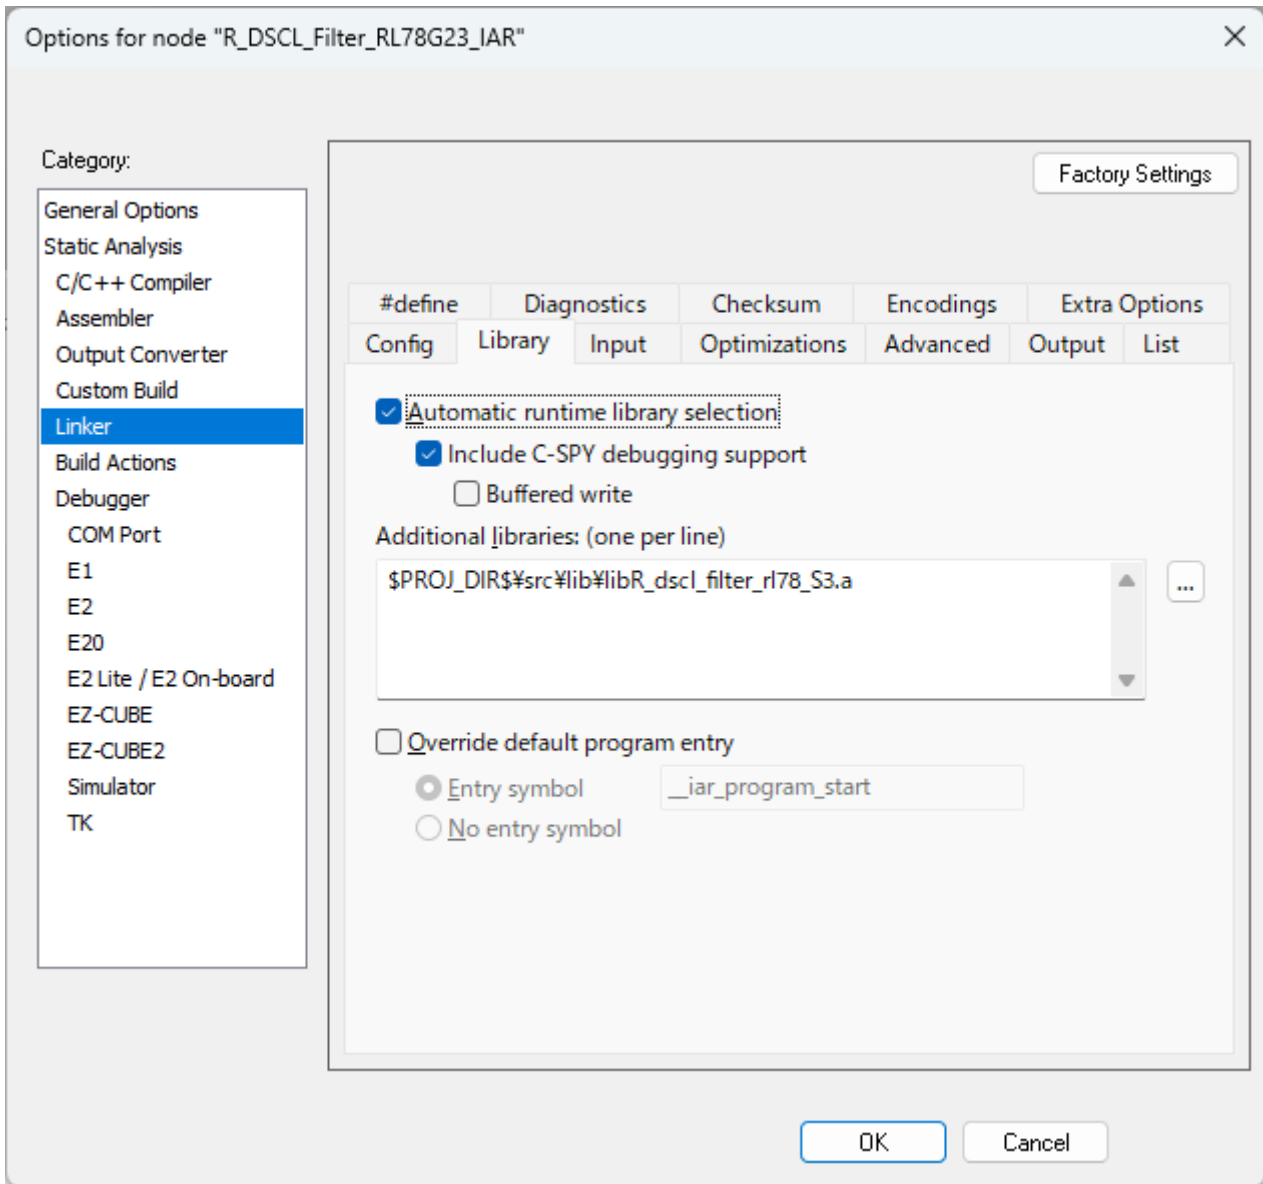 Options for node "R_DSCL_Filter_RL78G23_IAR"
Category:
General Options
Static Analysis
C/C++ Compiler
Assembler
Output Converter
Custom Build
Linker
Build Actions
Debugger
COM Port
E1
E2
E20
E2 Lite / E2 On-board
EZ-CUBE
EZ-CUBE2
Simulator
TK
Factory Settings
#define Diagnostics Checksum Encodings Extra Options
Config Library Input Optimizations Advanced Output List
Automatic runtime library selection
Include C-SPY debugging support
Buffered write
Additional libraries: (one per line)
$PROJ_DIR$¥src¥lib¥libR_dscl_filter_rl78_S3.a
...
Override default program entry
Entry symbol __iar_program_start
No entry symbol
OK Cancel